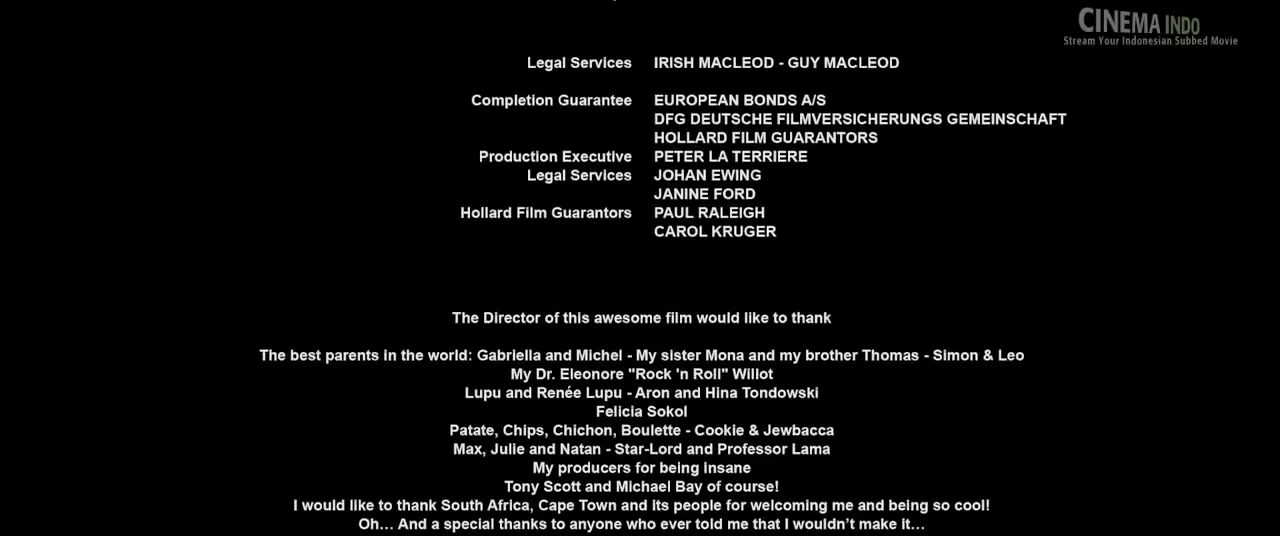 CINEMA INDO
Stream Your Indonesian Subbed Movie
Legal Services IRISH MACLEOD - GUY MACLEOD
Completion Guarantee EUROPEAN BONDS A/S
DFG DEUTSCHE FILMVERSICHERUNGS GEMEINSCHAFT
HOLLARD FILM GUARANTORS
Production Executive PETER LA TERRIERE
Legal Services JOHAN EWING
JANINE FORD
Hollard Film Guarantors PAUL RALEIGH
CAROL KRUGER
The Director of this awesome film would like to thank
The best parents in the world: Gabriella and Michel - My sister Mona and my brother Thomas - Simon & Leo
My Dr. Eleonore "Rock 'n Roll" Willot
Lupu and Renée Lupu - Aron and Hina Tondowski
Felicia Sokol
Patate, Chips, Chichon, Boulette - Cookie & Jewbacca
Max, Julie and Natan - Star-Lord and Professor Lama
My producers for being insane
Tony Scott and Michael Bay of course!
I would like to thank South Africa, Cape Town and its people for welcoming me and being so cool!
Oh... And a special thanks to anyone who ever told me that I wouldn't make it...